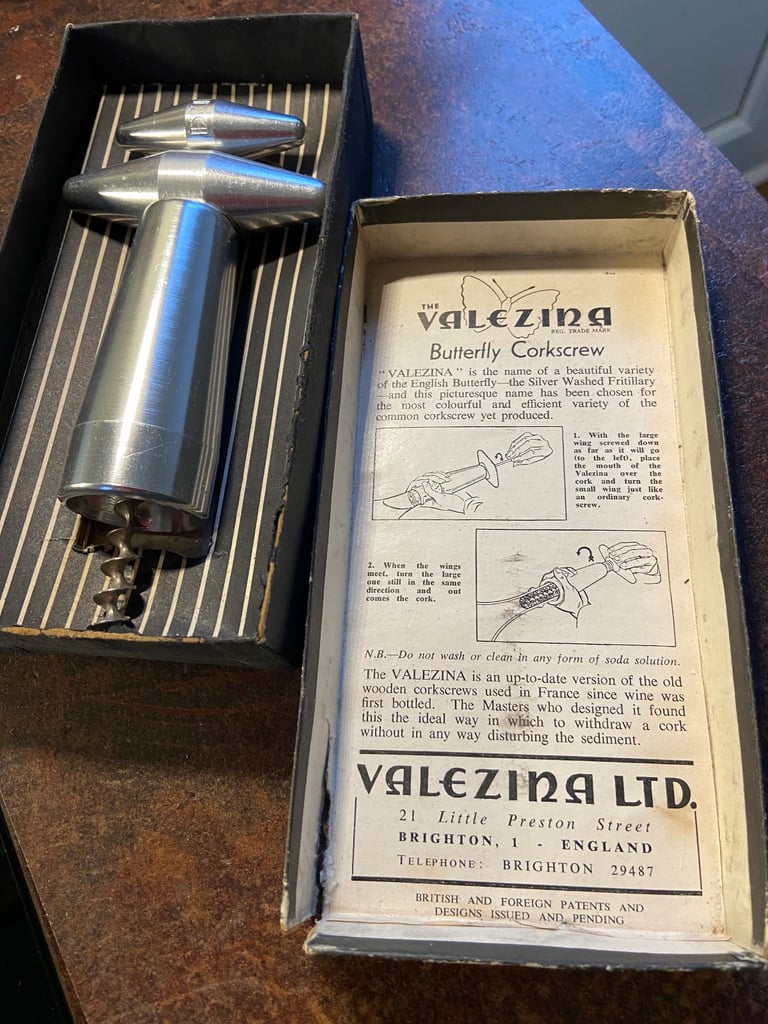 THE
VALEZINA
REG. TRADE MARK
Butterfly Corkscrew
" VALEZINA " is the name of a beautiful variety
of the English Butterfly—the Silver Washed Fritillary
—and this picturesque name has been chosen for
the most colourful and efficient variety of the
common corkscrew yet produced.
1. With the large
wing screwed down
as far as it will go
(to the left), place
the mouth of the
Valezina over the
cork and turn the
small wing just like
an ordinary cork-
screw.
2. When the wings
meet, turn the large
one still in the same
direction and out
comes the cork.
N.B.—Do not wash or clean in any form of soda solution.
The VALEZINA is an up-to-date version of the old
wooden corkscrews used in France since wine was
first bottled. The Masters who designed it found
this the ideal way in which to withdraw a cork
without in any way disturbing the sediment.
VALEZINA LTD.
21 Little Preston Street
BRIGHTON, 1 - ENGLAND
TELEPHONE: BRIGHTON 29487
BRITISH AND FOREIGN PATENTS AND
DESIGNS ISSUED AND PENDING